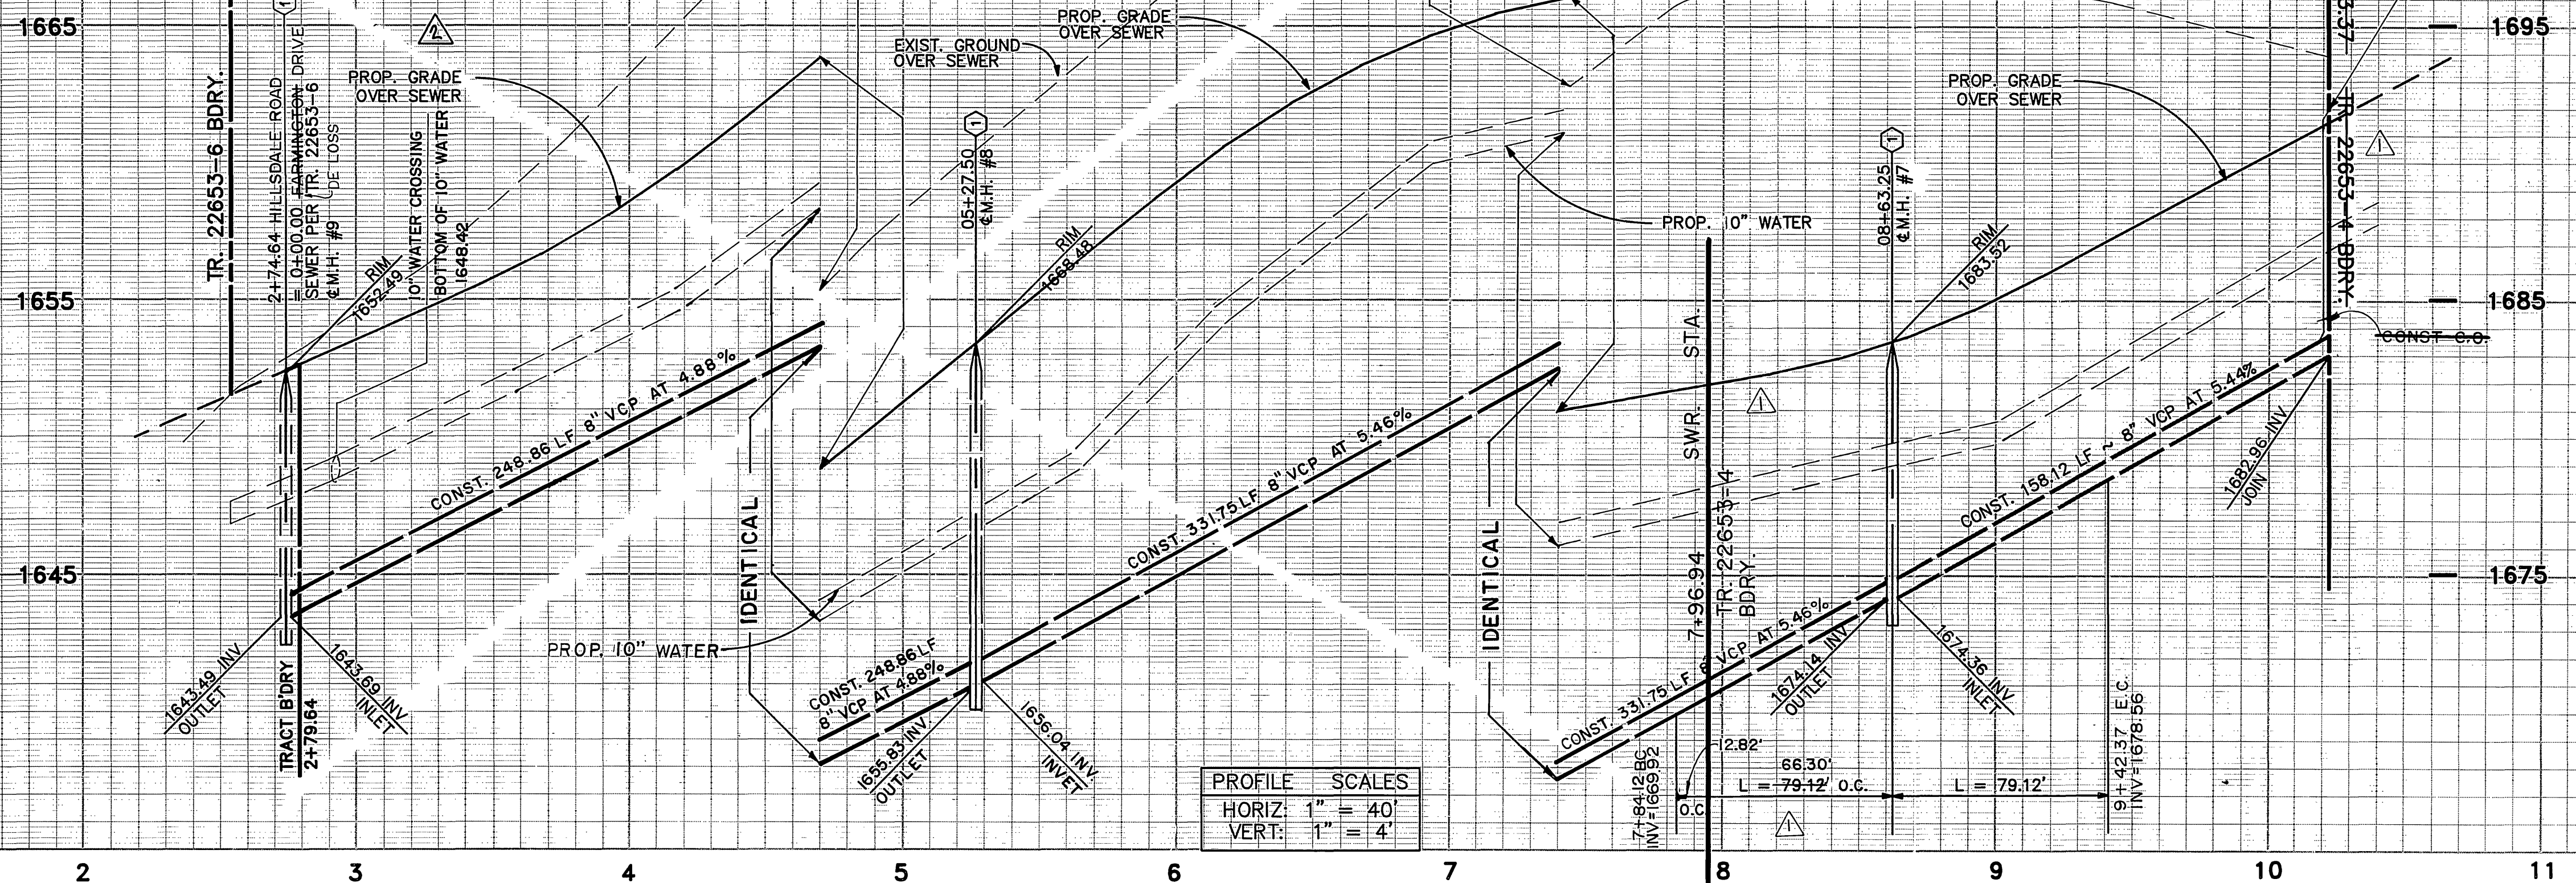 1665
1655
1645
TR. 22653-6 BDRY.
1
2+74.64 HILLSDALE ROAD
= 0+00.00 FARMINGTON DRIVE
SEWER PER TR. 22653-6
DE LOSS
℄ M.H. #9
2
PROP. GRADE
OVER SEWER
RIM
1652.49
10" WATER CROSSING
BOTTOM OF 10" WATER
1648.42
CONST. 248.86 LF 8" VCP AT 4.88%
1643.49 INV
OUTLET
1643.69 INV
INLET
TRACT B'DRY
2+79.64
IDENTICAL
PROP. 10" WATER
EXIST. GROUND
OVER SEWER
PROP. GRADE
OVER SEWER
1
05+27.50
℄ M.H. #8
RIM
1668.48
CONST. 248.86 LF
8" VCP AT 4.88%
1655.83 INV.
OUTLET
1656.04 INV.
INVET
CONST. 331.75 LF 8" VCP AT 5.46%
PROFILE SCALES
HORIZ: 1" = 40'
VERT: 1" = 4'
IDENTICAL
PROP. 10" WATER
SWR. STA.
7+96.94
TR. 22653-4
BDRY.
1
1
08+63.25
℄ M.H. #7
RIM
1683.52
PROP. GRADE
OVER SEWER
CONST. 331.75 LF 8" VCP AT 5.46%
1674.14 INV
OUTLET
1674.36 INV
INLET
CONST. 158.12 LF ~ 8" VCP AT 5.44%
7+84.12 BC
INV=1669.92
12.82'
O.C.
66.30'
L = 79.12' O.C.
1
L = 79.12'
9+42.37 E.C.
INV=1678.56
1682.96 INV
JOIN
3.37
TR. 22653-4 BDRY.
1
CONST C.O.
1695
1685
1675
2 3 4 5 6 7 8 9 10 11